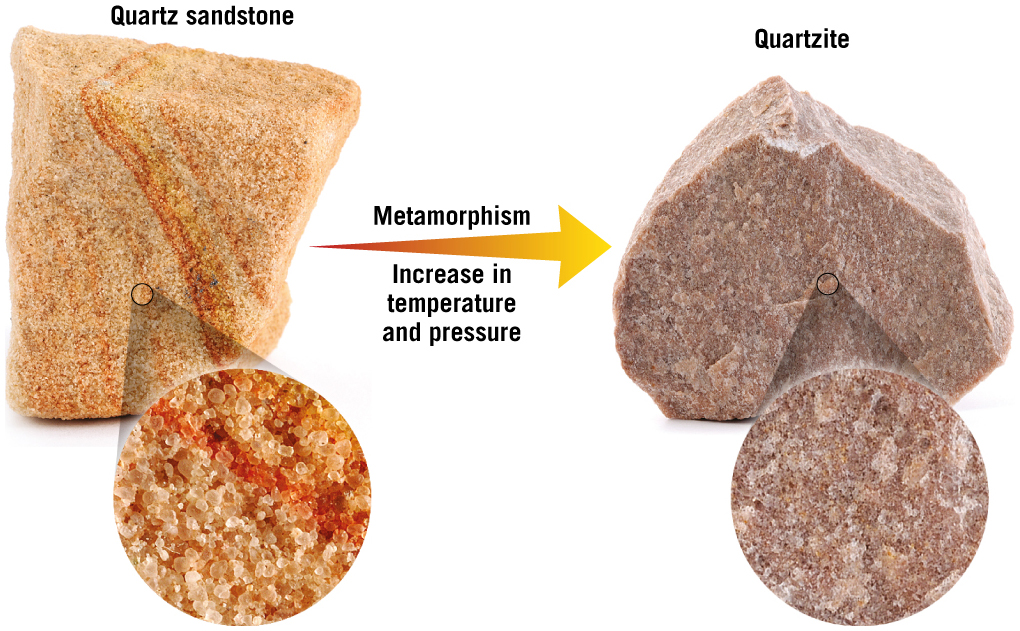 Quartz sandstone
Quartzite
Metamorphism
Increase in
temperature
and pressure